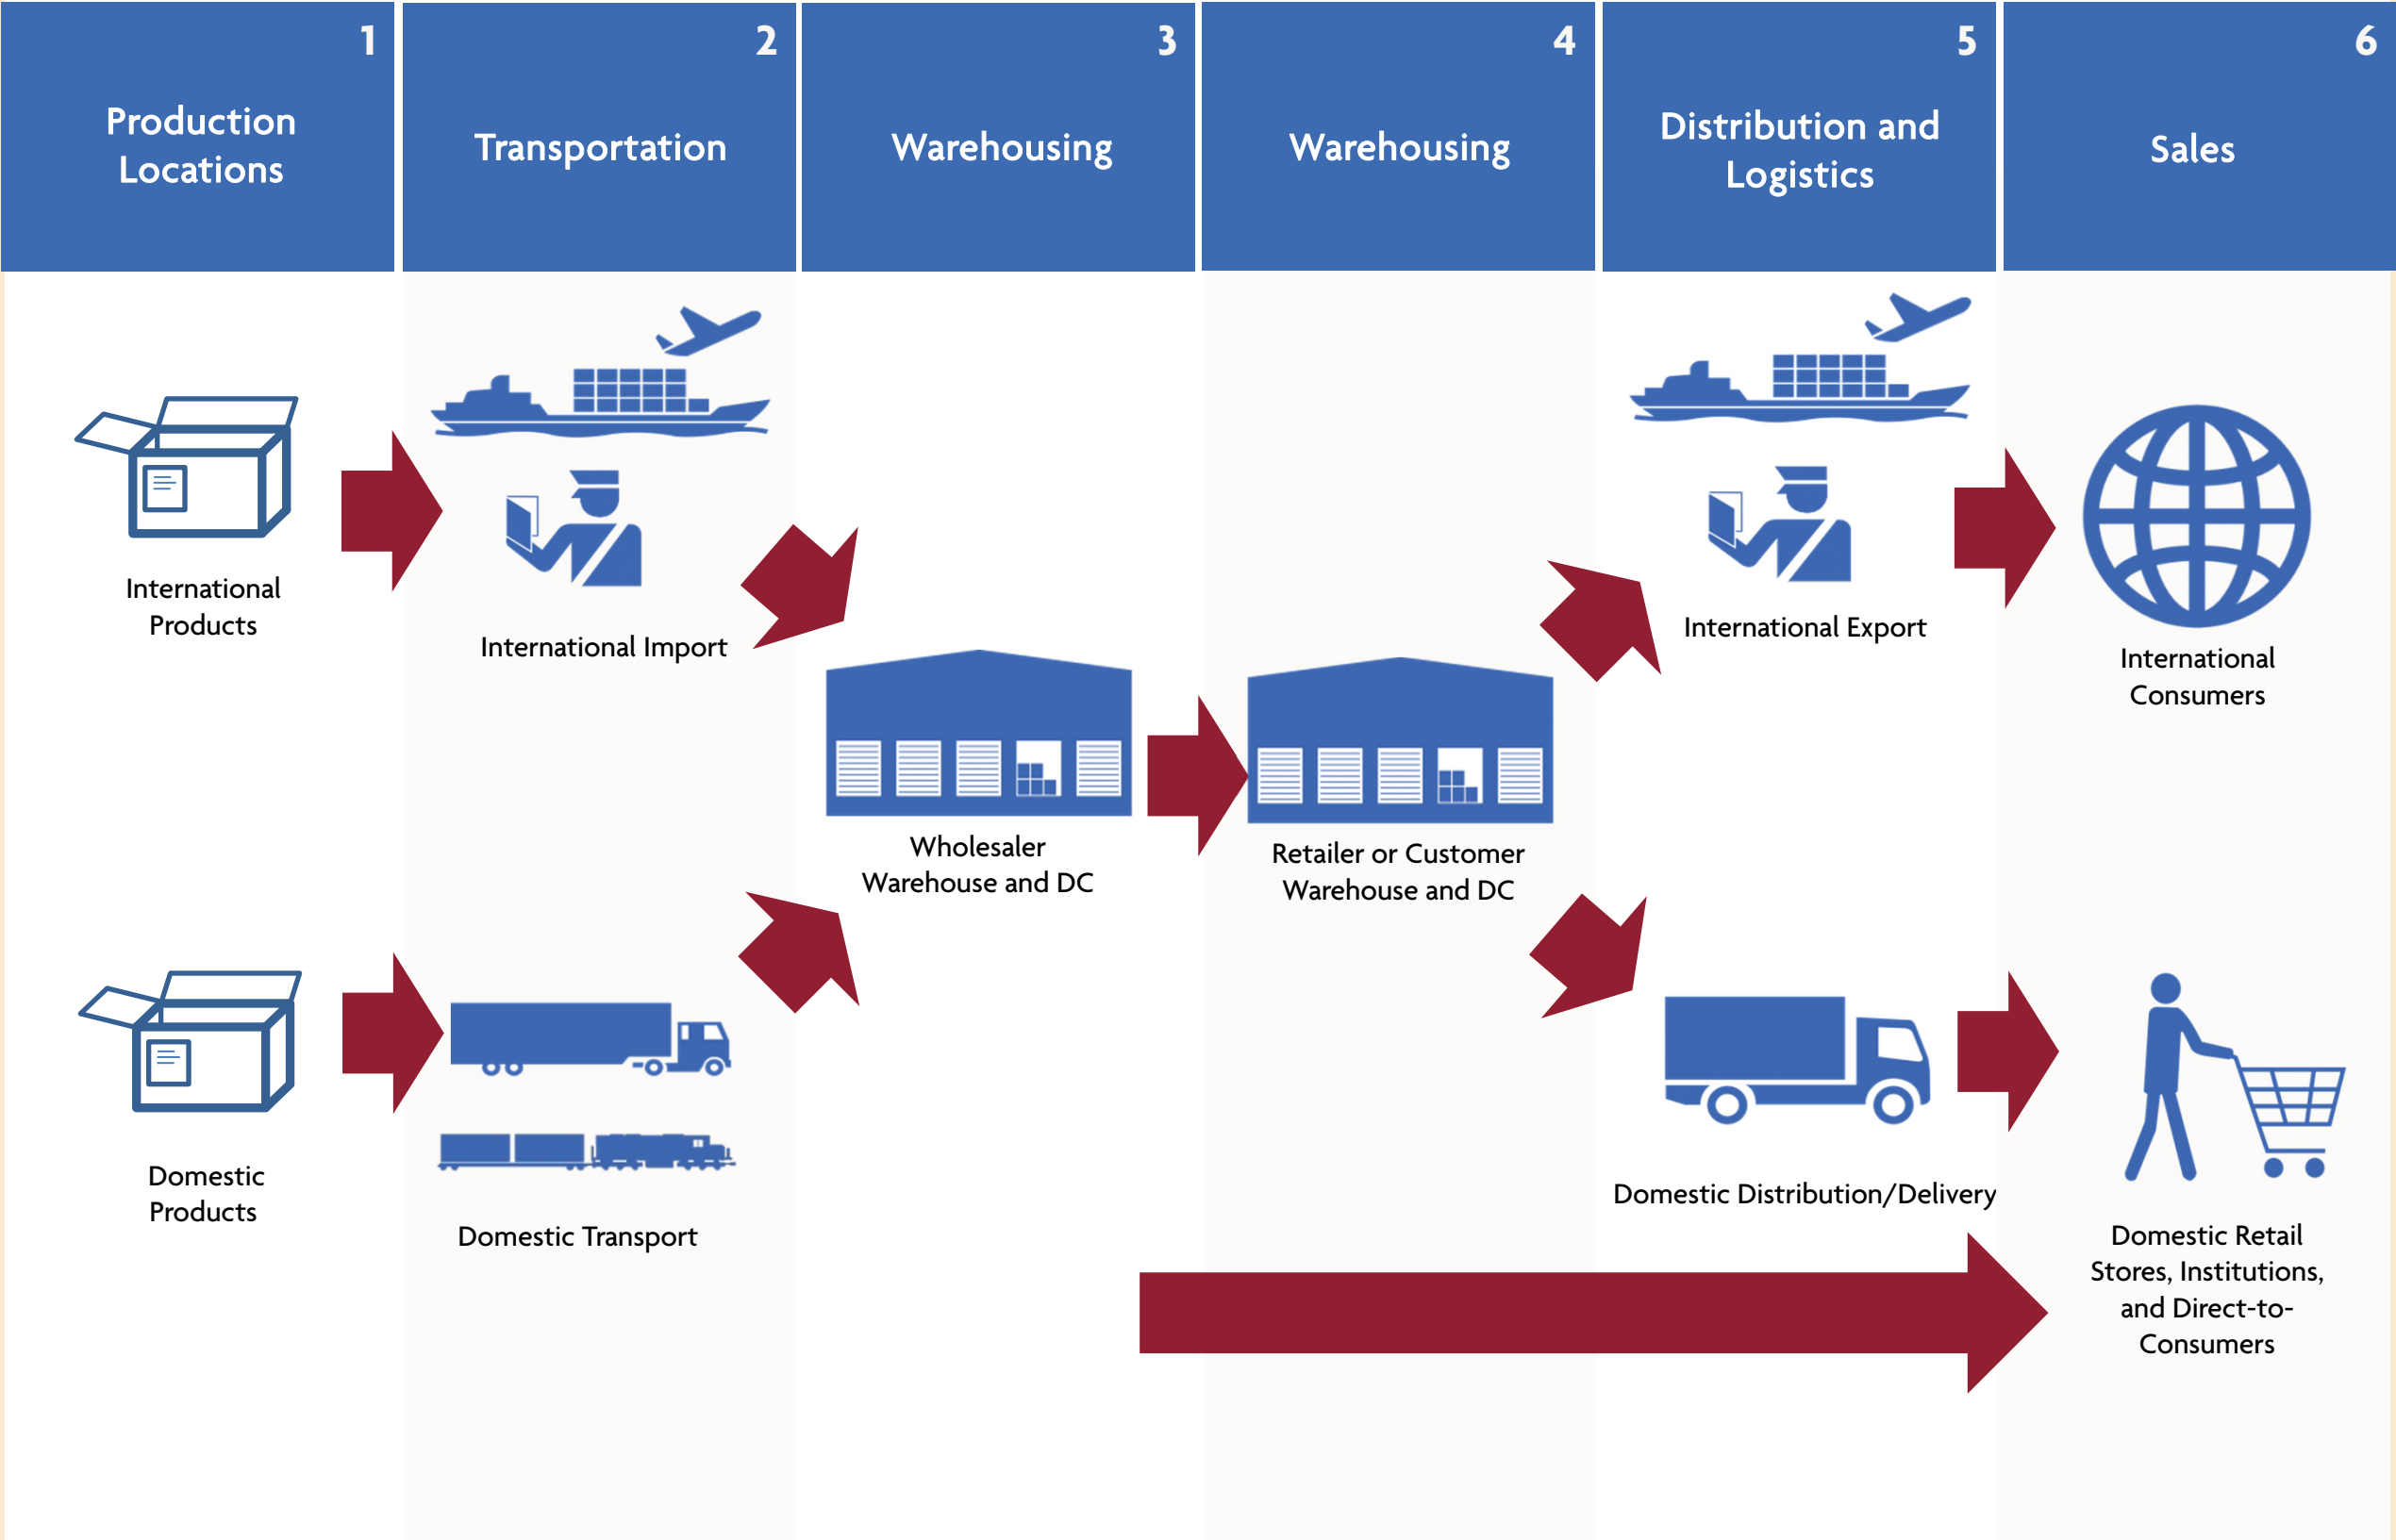 1
Production
Locations
2
Transportation
3
Warehousing
4
Warehousing
5
Distribution and
Logistics
6
Sales
International
Products
International Import
Wholesaler
Warehouse and DC
Retailer or Customer
Warehouse and DC
International Export
International
Consumers
Domestic
Products
Domestic Transport
Domestic Distribution/Delivery
Domestic Retail
Stores, Institutions,
and Direct-to-
Consumers